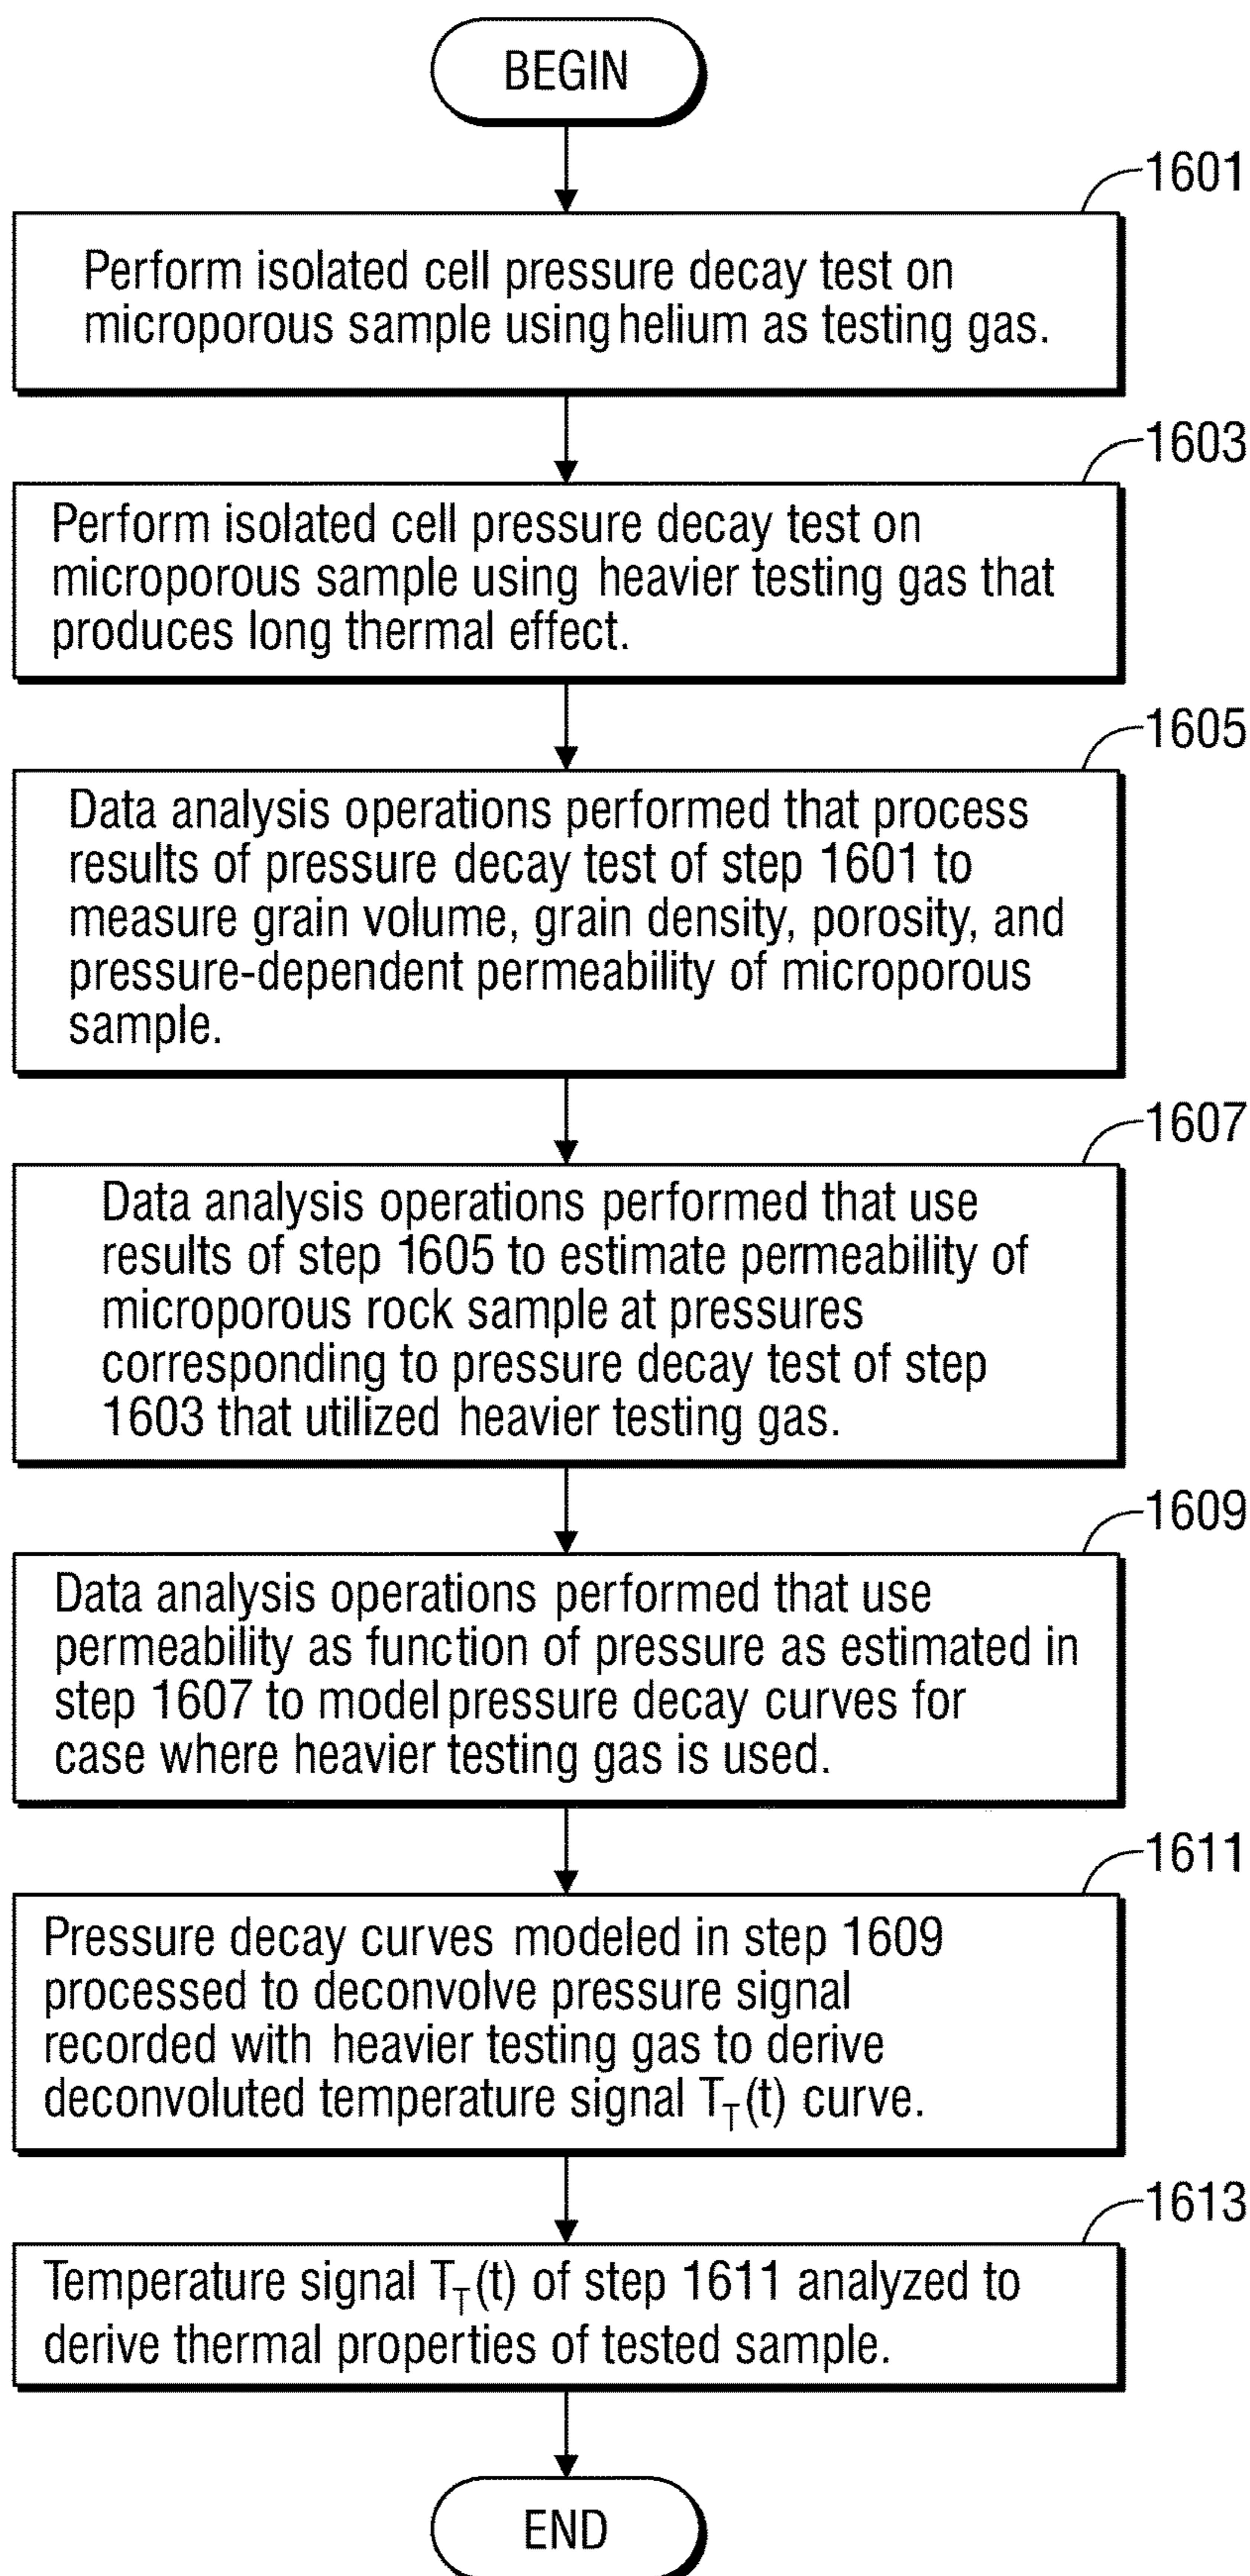 BEGIN
1601
Perform isolated cell pressure decay test on
microporous sample using helium as testing gas.
1603
Perform isolated cell pressure decay test on
microporous sample using heavier testing gas that
produces long thermal effect.
1605
Data analysis operations performed that process
results of pressure decay test of step 1601 to
measure grain volume, grain density, porosity, and
pressure-dependent permeability of microporous
sample.
1607
Data analysis operations performed that use
results of step 1605 to estimate permeability of
microporous rock sample at pressures
corresponding to pressure decay test of step
1603 that utilized heavier testing gas.
1609
Data analysis operations performed that use
permeability as function of pressure as estimated in
step 1607 to model pressure decay curves for
case where heavier testing gas is used.
1611
Pressure decay curves modeled in step 1609
processed to deconvolve pressure signal
recorded with heavier testing gas to derive
deconvoluted temperature signal T_T(t) curve.
1613
Temperature signal T_T(t) of step 1611 analyzed to
derive thermal properties of tested sample.
END